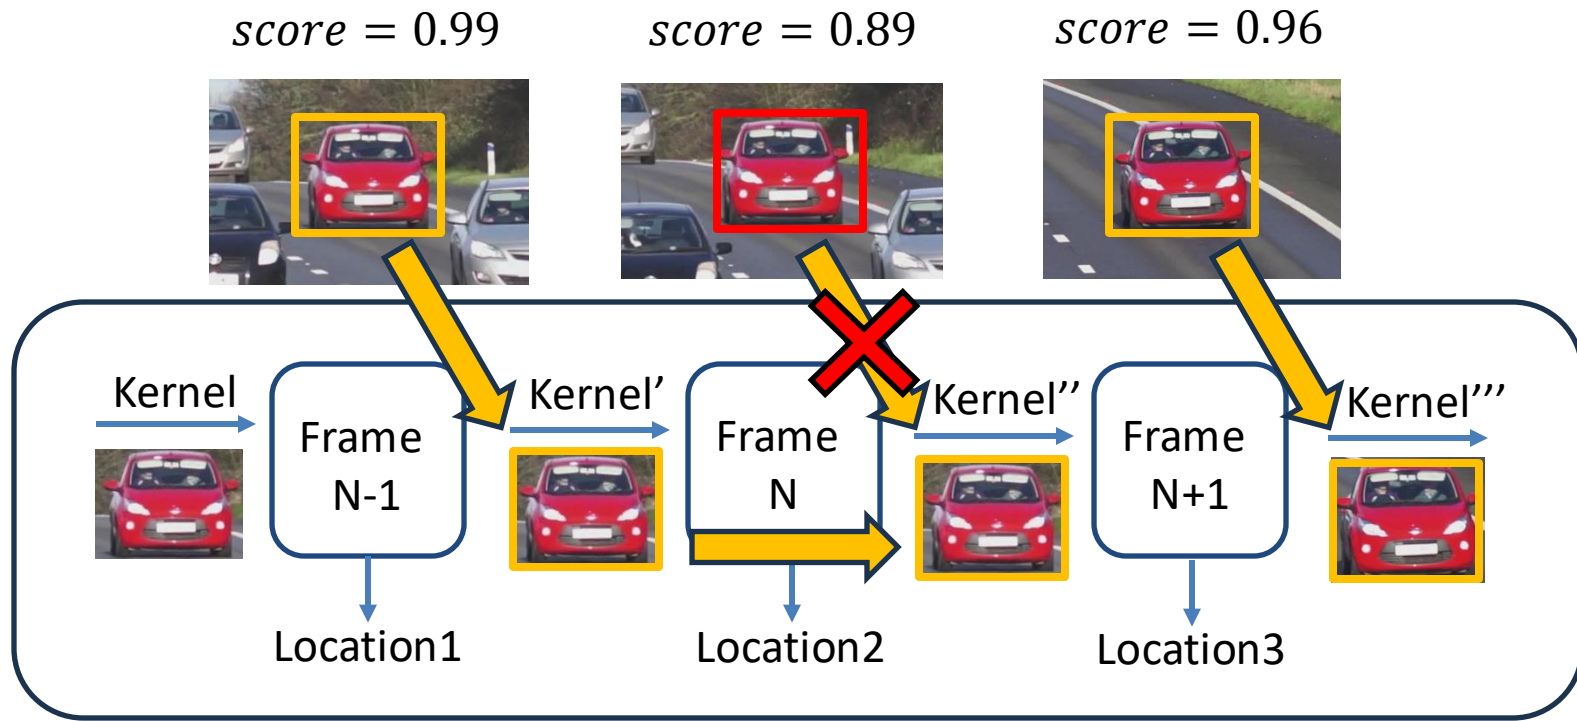 score = 0.99
score = 0.89
score = 0.96
Kernel
Frame
N-1
Kernel'
Frame
N
Kernel''
Frame
N+1
Kernel'''
Location1
Location2
Location3